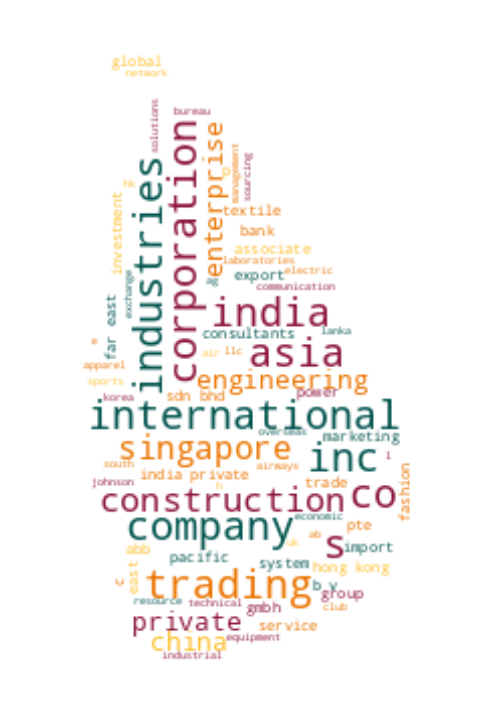 global
network
solutions
bureau
industries
corporation
enterprise
p
management
sourcing
hk
investment
textile
bank
associate
laboratories
exchange
export
electric
communication
far east
india
consultants
lanka
e
asia
air
llc
apparel
engineering
sports
korea
sdn bhd
power
international
overseas
marketing
singapore
inc
l
south
airways
india private
johnson
h
trade
fashion
construction
co
economic
company
pte
ab
s
uk
import
abb
pacific
east
system
hong kong
c
trading
b v
group
resource
technical
gmbh
club
private
service
china
equipment
industrial